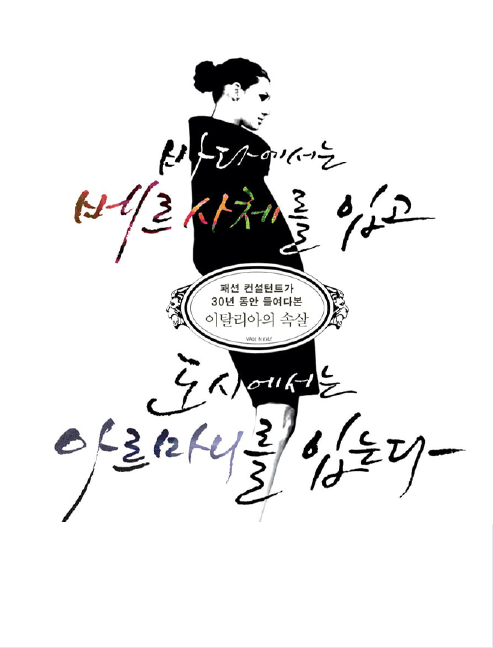 바다에서는
베르사체를 입고
패션 컨설턴트가
30년 동안 들여다본
이탈리아의 속살
도시에서는
아르마니를 입는다